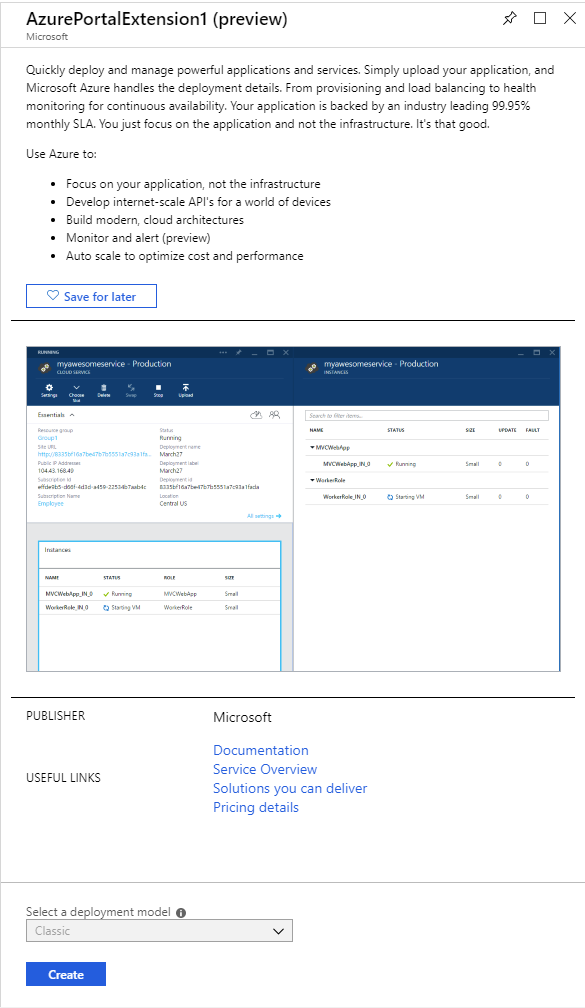 AzurePortalExtension1 (preview)
Microsoft
Quickly deploy and manage powerful applications and services. Simply upload your application, and
Microsoft Azure handles the deployment details. From provisioning and load balancing to health
monitoring for continuous availability. Your application is backed by an industry leading 99.95%
monthly SLA. You just focus on the application and not the infrastructure. It's that good.
Use Azure to:
• Focus on your application, not the infrastructure
• Develop internet-scale API's for a world of devices
• Build modern, cloud architectures
• Monitor and alert (preview)
• Auto scale to optimize cost and performance
Save for later
RUNNING
myawesomeservice - Production
CLOUD SERVICE
Settings Choose Slot Delete Swap Stop Upload
Essentials
Resource group
Group1
Site URL
Public IP Addresses
104.43.168.49
Subscription Id
Subscription Name
Employee
Status
Running
Deployment name
March27
Deployment label
March27
Deployment id
Location
Central US
All settings
Instances
NAME STATUS ROLE SIZE
MVCWebApp_IN_0 Running MVCWebApp Small
WorkerRole_IN_0 Starting VM WorkerRole Small
myawesomeservice - Production
INSTANCES
Search to filter items...
NAME STATUS SIZE UPDATE FAULT
MVCWebApp
MVCWebApp_IN_0 Running Small 0 0
WorkerRole
WorkerRole_IN_0 Starting VM Small 0 0
PUBLISHER Microsoft
USEFUL LINKS
Documentation
Service Overview
Solutions you can deliver
Pricing details
Select a deployment model
Classic
Create